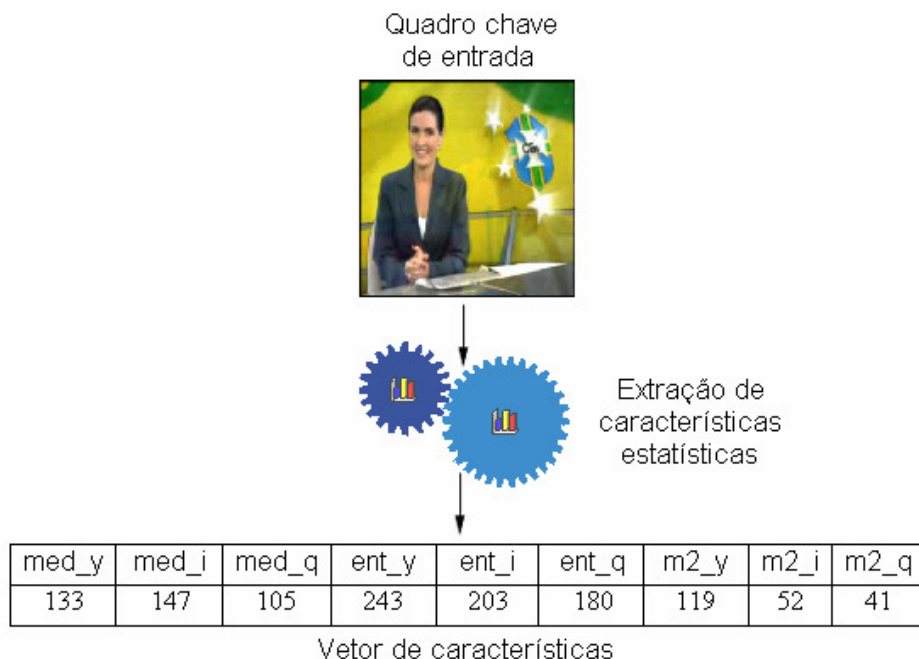 Quadro chave
de entrada
Extração de
características
estatísticas
med_y med_i med_q ent_y ent_i ent_q m2_y m2_i m2_q
133 147 105 243 203 180 119 52 41
Vetor de características